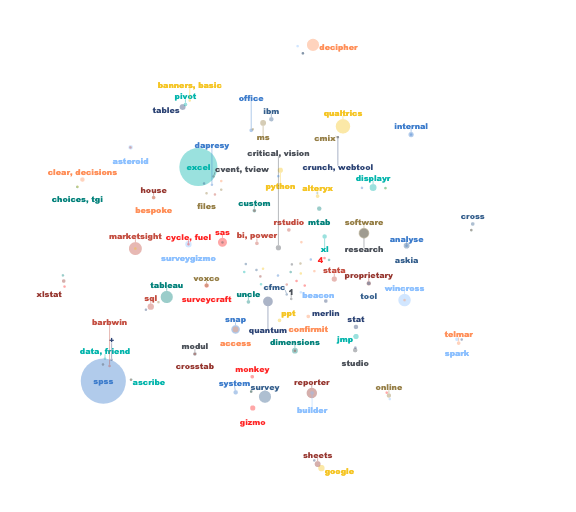 decipher
banners, basic
pivot
tables
office
ibm
qualtrics
internal
ms
cmix
dapresy
critical, vision
asteroid
excel
cvent, tview
crunch, webtool
clear, decisions
displayr
python
house
alteryx
choices, tgi
files
custom
bespoke
cross
rstudio
mtab
software
marketsight
cycle, fuel
sas
bi, power
analyse
xl
research
surveygizmo
4
askia
stata
proprietary
voxco
xlstat
tableau
cfmc
1
sql
surveycraft
uncle
beacon
tool
wincross
ppt
merlin
barbwin
snap
stat
quantum
confirmit
telmar
+
access
dimensions
jmp
modul
data, friend
spark
crosstab
studio
monkey
spss
ascribe
system
survey
reporter
online
builder
gizmo
sheets
google